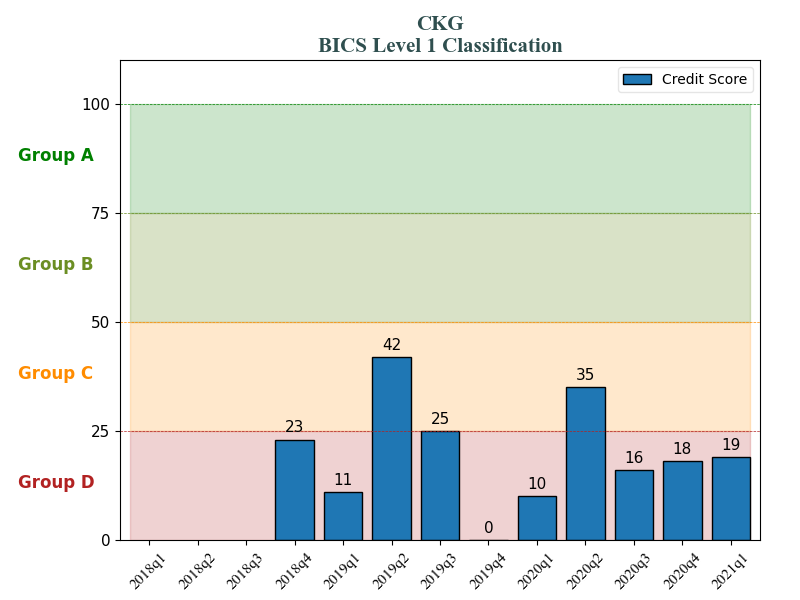 CKG
BICS Level 1 Classification
Credit Score
100
Group A
75
Group B
50
Group C
42
35
25
25
23
19
18
16
11
10
0
Group D
0
2018q1
2018q2
2018q3
2018q4
2019q1
2019q2
2019q3
2019q4
2020q1
2020q2
2020q3
2020q4
2021q1